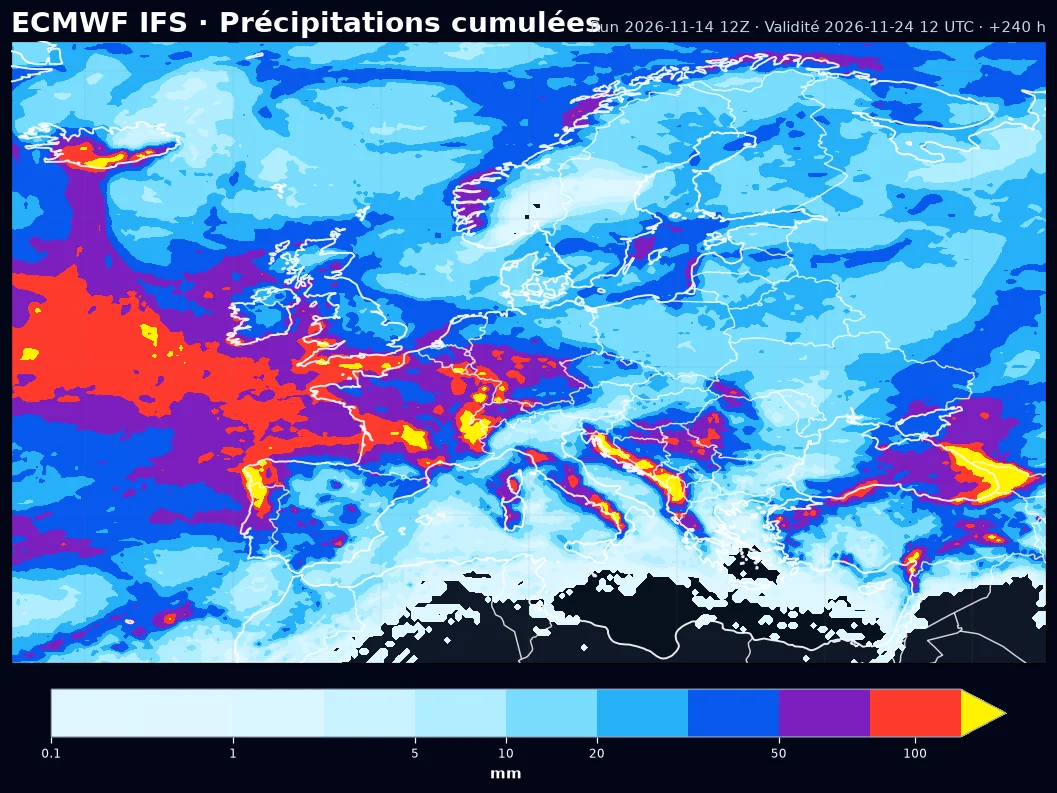 ECMWF IFS · Précipitations cumulées
Run 2026-11-14 12Z · Validité 2026-11-24 12 UTC · +240 h
0.1 1 5 10 20 50 100
mm